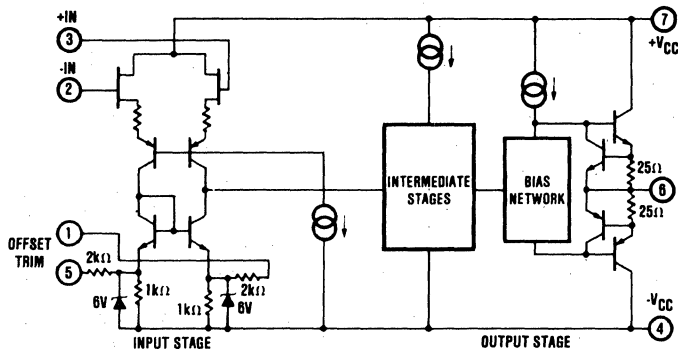 +IN
3
-IN
2
7
+VCC
INTERMEDIATE
STAGES
BIAS
NETWORK
25Ω
6
25Ω
1
OFFSET
TRIM
5
2kΩ
6V
1kΩ
1kΩ
2kΩ
6V
-VCC
4
INPUT STAGE
OUTPUT STAGE